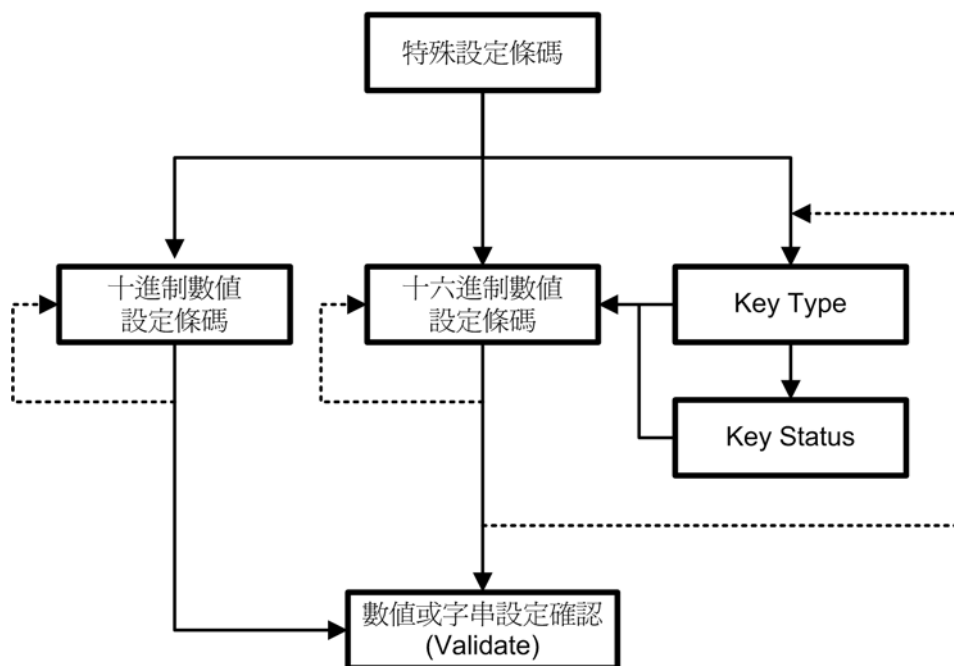 特殊設定條碼
十進制數值
設定條碼
十六進制數值
設定條碼
Key Type
Key Status
數值或字串設定確認
(Validate)